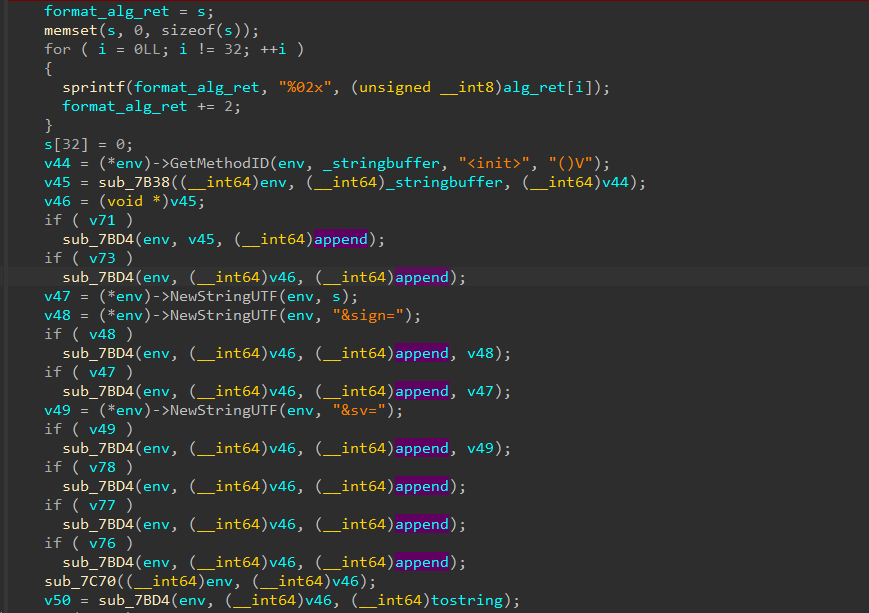 format_alg_ret = s;
memset(s, 0, sizeof(s));
for ( i = 0LL; i != 32; ++i )
{
sprintf(format_alg_ret, "%02x", (unsigned __int8)alg_ret[i]);
format_alg_ret += 2;
}
s[32] = 0;
v44 = (*env)->GetMethodID(env, _stringbuffer, "<init>", "()V");
v45 = sub_7B38((__int64)env, (__int64)_stringbuffer, (__int64)v44);
v46 = (void *)v45;
if ( v71 )
sub_7BD4(env, v45, (__int64)append);
if ( v73 )
sub_7BD4(env, (__int64)v46, (__int64)append);
v47 = (*env)->NewStringUTF(env, s);
v48 = (*env)->NewStringUTF(env, "&sign=");
if ( v48 )
sub_7BD4(env, (__int64)v46, (__int64)append, v48);
if ( v47 )
sub_7BD4(env, (__int64)v46, (__int64)append, v47);
v49 = (*env)->NewStringUTF(env, "&sv=");
if ( v49 )
sub_7BD4(env, (__int64)v46, (__int64)append, v49);
if ( v78 )
sub_7BD4(env, (__int64)v46, (__int64)append);
if ( v77 )
sub_7BD4(env, (__int64)v46, (__int64)append);
if ( v76 )
sub_7BD4(env, (__int64)v46, (__int64)append);
sub_7C70((__int64)env, (__int64)v46);
v50 = sub_7BD4(env, (__int64)v46, (__int64)tostring);